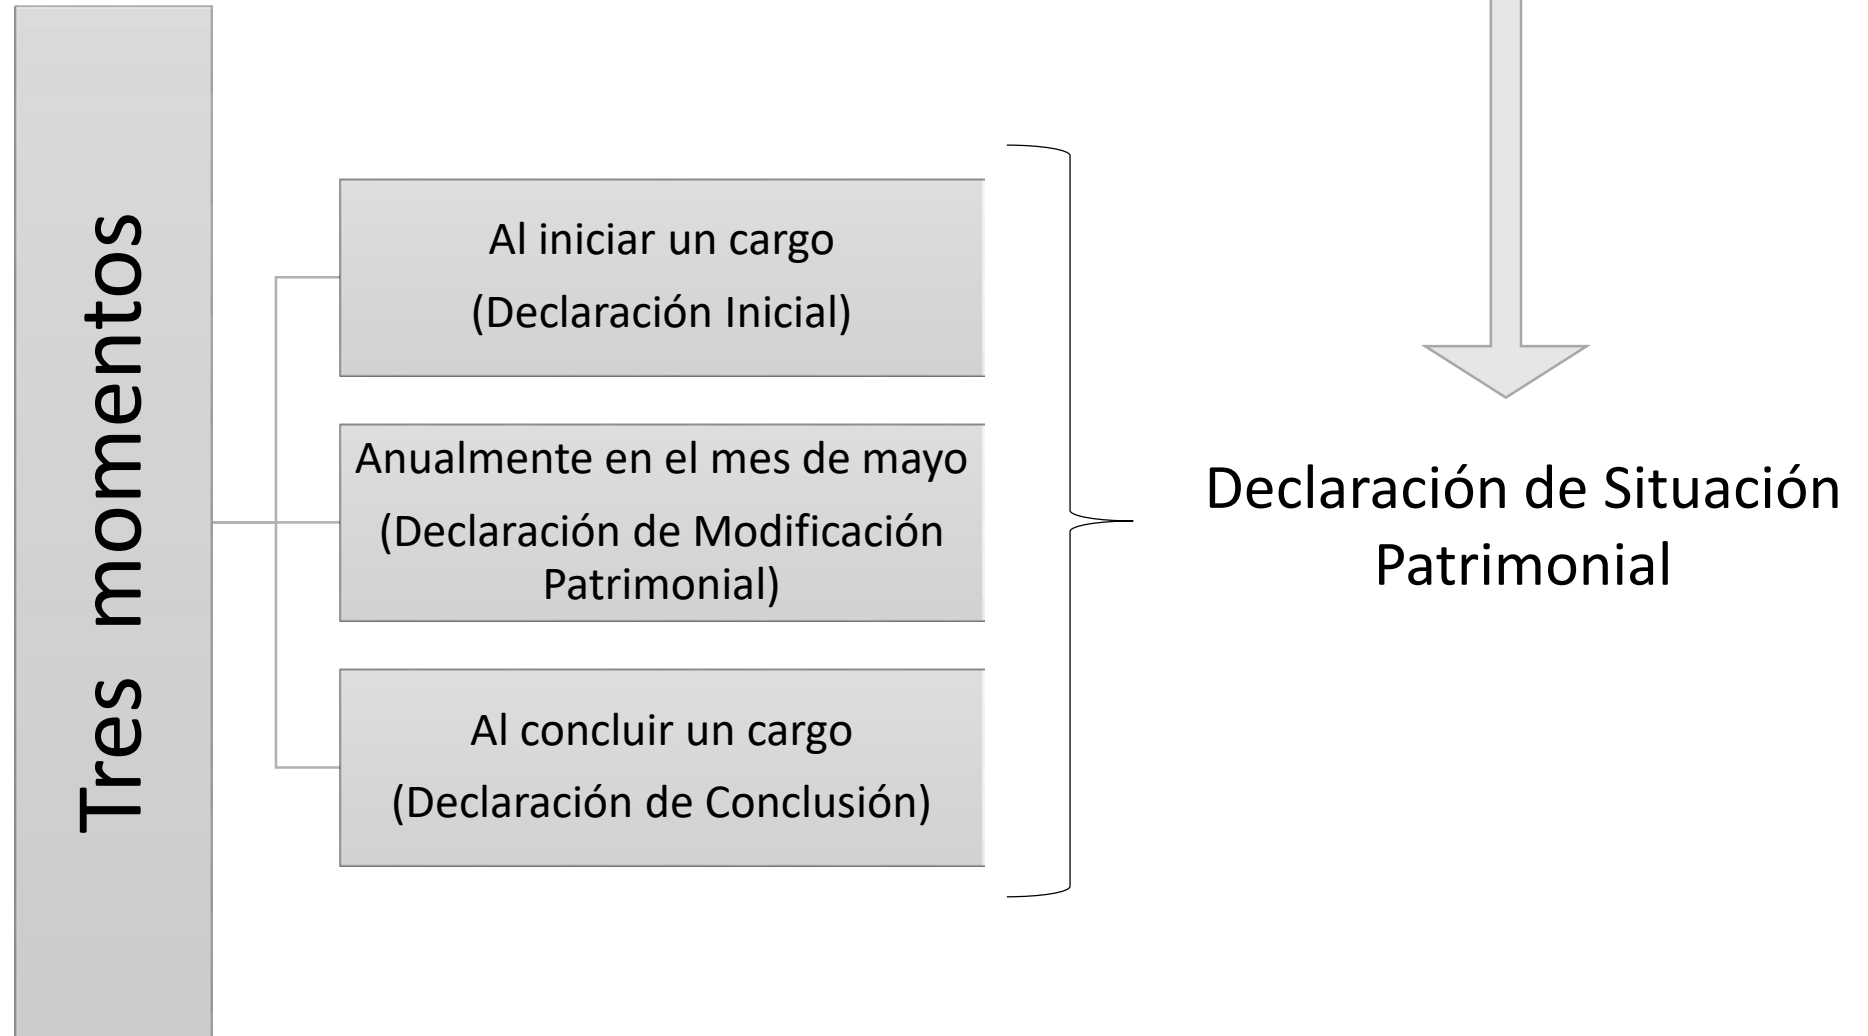 Tres momentos
Al iniciar un cargo
(Declaración Inicial)
Anualmente en el mes de mayo
(Declaración de Modificación
Patrimonial)
Al concluir un cargo
(Declaración de Conclusión)
Declaración de Situación
Patrimonial